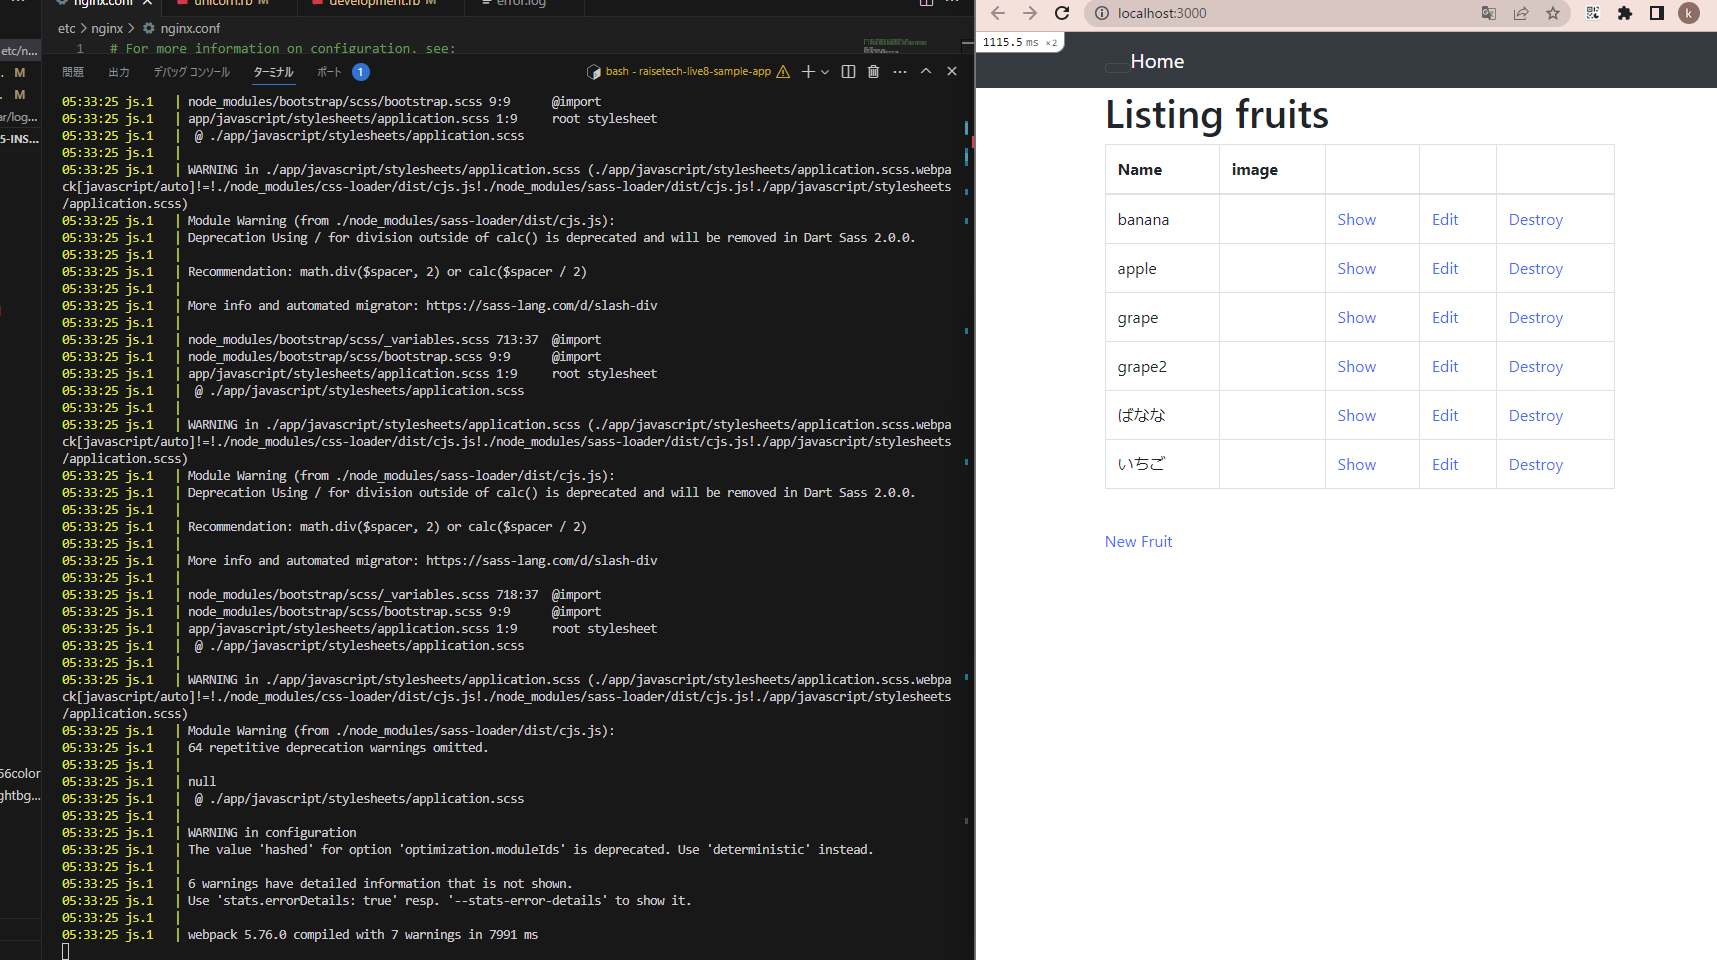 nginx.conf
unicorn.rb M
development.rb M
error.log
etc > nginx > nginx.conf
1 # For more information on configuration, see:
etc/n...
. M
. M
ar/log...
5-INS...
66color
ghtbg...
問題 出力 デバッグ コンソール ターミナル ポート 1
bash - raisetech-live8-sample-app
05:33:25 js.1 | node_modules/bootstrap/scss/bootstrap.scss 9:9 @import
05:33:25 js.1 | app/javascript/stylesheets/application.scss 1:9 root stylesheet
05:33:25 js.1 | @ ./app/javascript/stylesheets/application.scss
05:33:25 js.1 |
05:33:25 js.1 | WARNING in ./app/javascript/stylesheets/application.scss (./app/javascript/stylesheets/application.scss.webpa
ck[javascript/auto]!=!./node_modules/css-loader/dist/cjs.js!./node_modules/sass-loader/dist/cjs.js!./app/javascript/stylesheets
/application.scss)
05:33:25 js.1 | Module Warning (from ./node_modules/sass-loader/dist/cjs.js):
05:33:25 js.1 | Deprecation Using / for division outside of calc() is deprecated and will be removed in Dart Sass 2.0.0.
05:33:25 js.1 |
05:33:25 js.1 | Recommendation: math.div($spacer, 2) or calc($spacer / 2)
05:33:25 js.1 |
05:33:25 js.1 | More info and automated migrator: https://sass-lang.com/d/slash-div
05:33:25 js.1 |
05:33:25 js.1 | node_modules/bootstrap/scss/_variables.scss 713:37 @import
05:33:25 js.1 | node_modules/bootstrap/scss/bootstrap.scss 9:9 @import
05:33:25 js.1 | app/javascript/stylesheets/application.scss 1:9 root stylesheet
05:33:25 js.1 | @ ./app/javascript/stylesheets/application.scss
05:33:25 js.1 |
05:33:25 js.1 | WARNING in ./app/javascript/stylesheets/application.scss (./app/javascript/stylesheets/application.scss.webpa
ck[javascript/auto]!=!./node_modules/css-loader/dist/cjs.js!./node_modules/sass-loader/dist/cjs.js!./app/javascript/stylesheets
/application.scss)
05:33:25 js.1 | Module Warning (from ./node_modules/sass-loader/dist/cjs.js):
05:33:25 js.1 | Deprecation Using / for division outside of calc() is deprecated and will be removed in Dart Sass 2.0.0.
05:33:25 js.1 |
05:33:25 js.1 | Recommendation: math.div($spacer, 2) or calc($spacer / 2)
05:33:25 js.1 |
05:33:25 js.1 | More info and automated migrator: https://sass-lang.com/d/slash-div
05:33:25 js.1 |
05:33:25 js.1 | node_modules/bootstrap/scss/_variables.scss 718:37 @import
05:33:25 js.1 | node_modules/bootstrap/scss/bootstrap.scss 9:9 @import
05:33:25 js.1 | app/javascript/stylesheets/application.scss 1:9 root stylesheet
05:33:25 js.1 | @ ./app/javascript/stylesheets/application.scss
05:33:25 js.1 |
05:33:25 js.1 | WARNING in ./app/javascript/stylesheets/application.scss (./app/javascript/stylesheets/application.scss.webpa
ck[javascript/auto]!=!./node_modules/css-loader/dist/cjs.js!./node_modules/sass-loader/dist/cjs.js!./app/javascript/stylesheets
/application.scss)
05:33:25 js.1 | Module Warning (from ./node_modules/sass-loader/dist/cjs.js):
05:33:25 js.1 | 64 repetitive deprecation warnings omitted.
05:33:25 js.1 |
05:33:25 js.1 | null
05:33:25 js.1 | @ ./app/javascript/stylesheets/application.scss
05:33:25 js.1 |
05:33:25 js.1 | WARNING in configuration
05:33:25 js.1 | The value 'hashed' for option 'optimization.moduleIds' is deprecated. Use 'deterministic' instead.
05:33:25 js.1 |
05:33:25 js.1 | 6 warnings have detailed information that is not shown.
05:33:25 js.1 | Use 'stats.errorDetails: true' resp. '--stats-error-details' to show it.
05:33:25 js.1 |
05:33:25 js.1 | webpack 5.76.0 compiled with 7 warnings in 7991 ms
localhost:3000
k
1115.5 ms ×2
Home
Listing fruits
Name image
banana Show Edit Destroy
apple Show Edit Destroy
grape Show Edit Destroy
grape2 Show Edit Destroy
ばなな Show Edit Destroy
いちご Show Edit Destroy
New Fruit